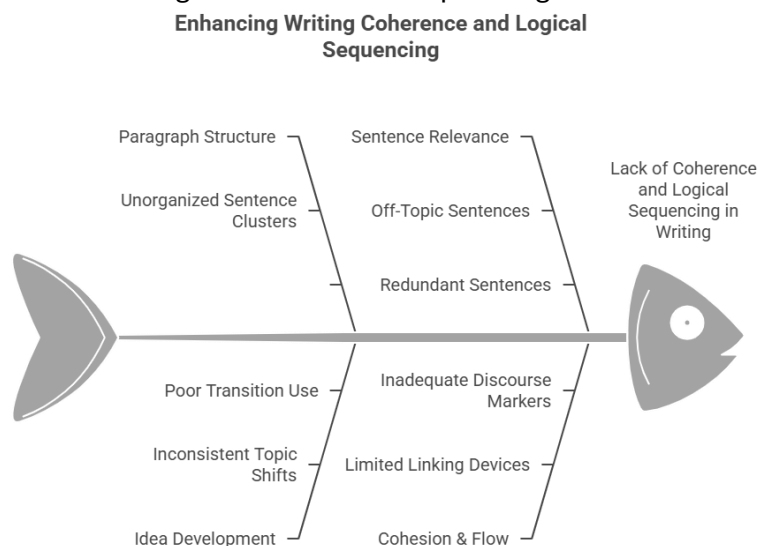 Enhancing Writing Coherence and Logical
Sequencing
Paragraph Structure
Sentence Relevance
Lack of Coherence
and Logical
Sequencing in
Writing
Unorganized Sentence
Clusters
Off-Topic Sentences
Redundant Sentences
Poor Transition Use
Inadequate Discourse
Markers
Inconsistent Topic
Shifts
Limited Linking Devices
Idea Development
Cohesion & Flow